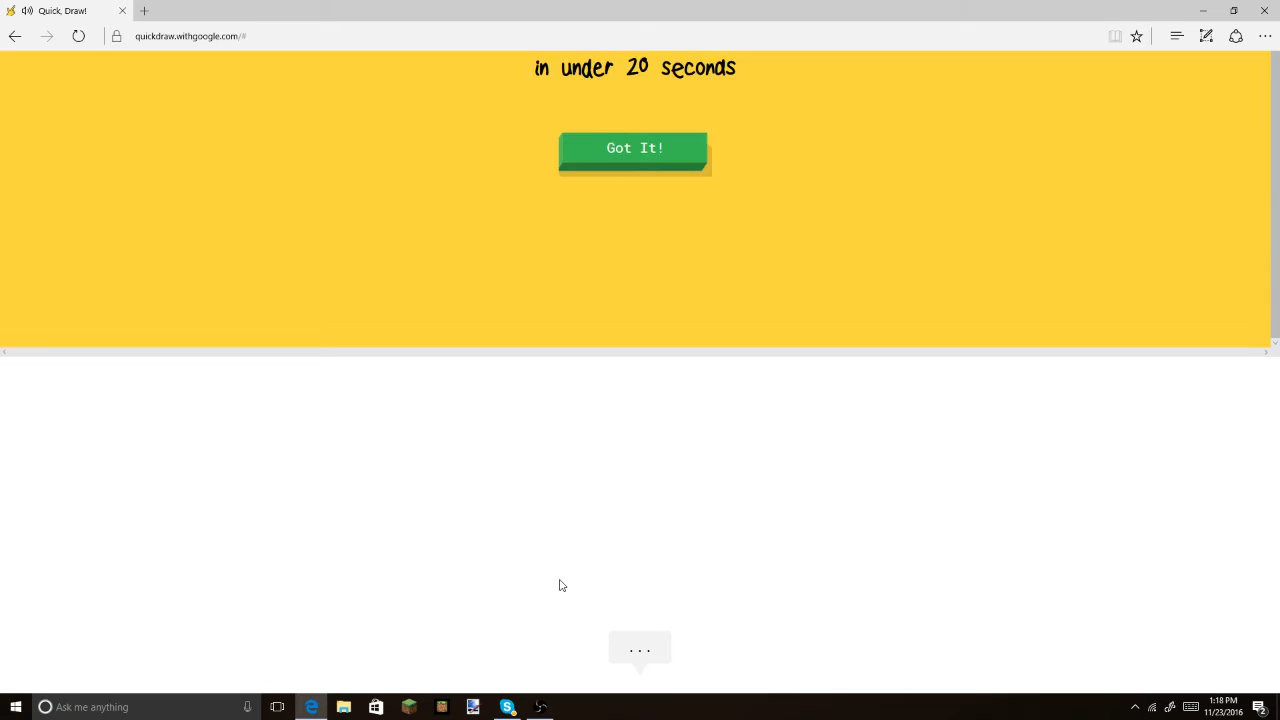 Quick, Draw!
quickdraw.withgoogle.com/#
in under 20 seconds
Got It!
...
Ask me anything
1:18 PM
11/23/2016
2